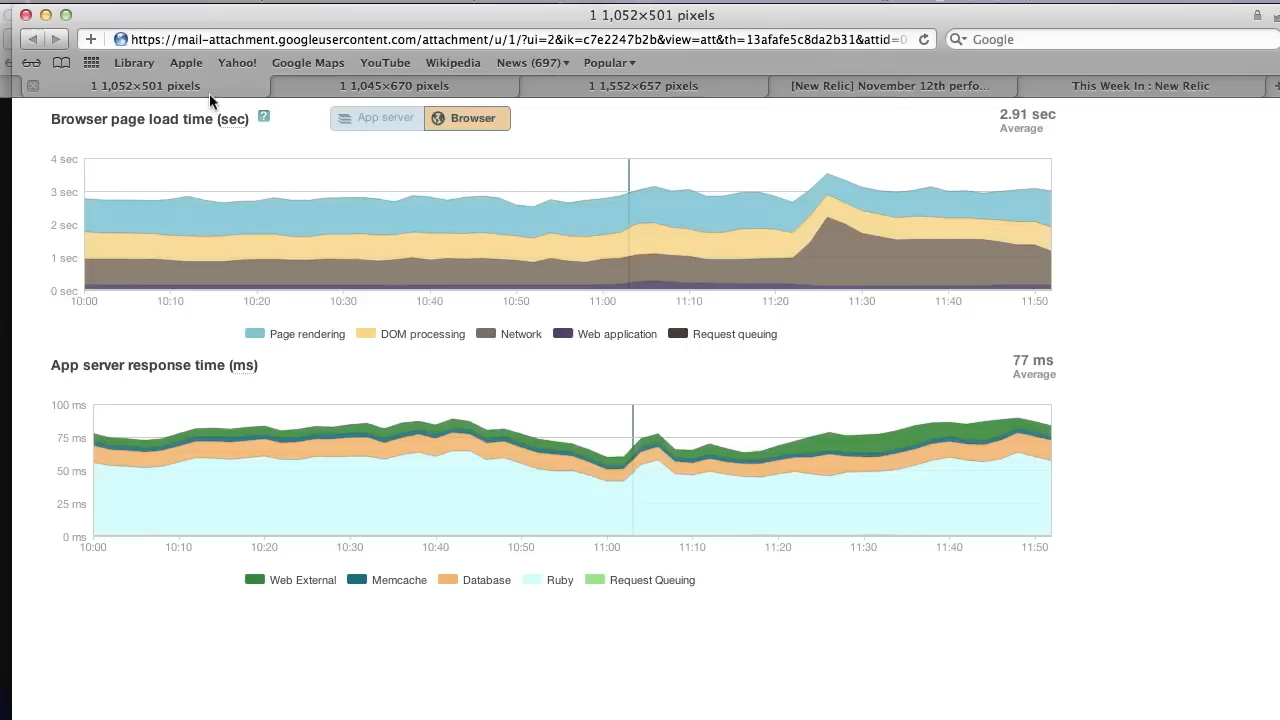 1 1,052×501 pixels
https://mail-attachment.googleusercontent.com/attachment/u/1/?ui=2&ik=c7e2247b2b&view=att&th=13afafe5c8da2b31&attid=0
Google
Library Apple Yahoo! Google Maps YouTube Wikipedia News (697) Popular
1 1,052×501 pixels 1 1,045×670 pixels 1 1,552×657 pixels [New Relic] November 12th perfo... This Week In : New Relic
Browser page load time (sec) ? App server Browser 2.91 sec
Average
4 sec
3 sec
2 sec
1 sec
0 sec
10:00 10:10 10:20 10:30 10:40 10:50 11:00 11:10 11:20 11:30 11:40 11:50
Page rendering DOM processing Network Web application Request queuing
App server response time (ms) 77 ms
Average
100 ms
75 ms
50 ms
25 ms
0 ms
10:00 10:10 10:20 10:30 10:40 10:50 11:00 11:10 11:20 11:30 11:40 11:50
Web External Memcache Database Ruby Request Queuing